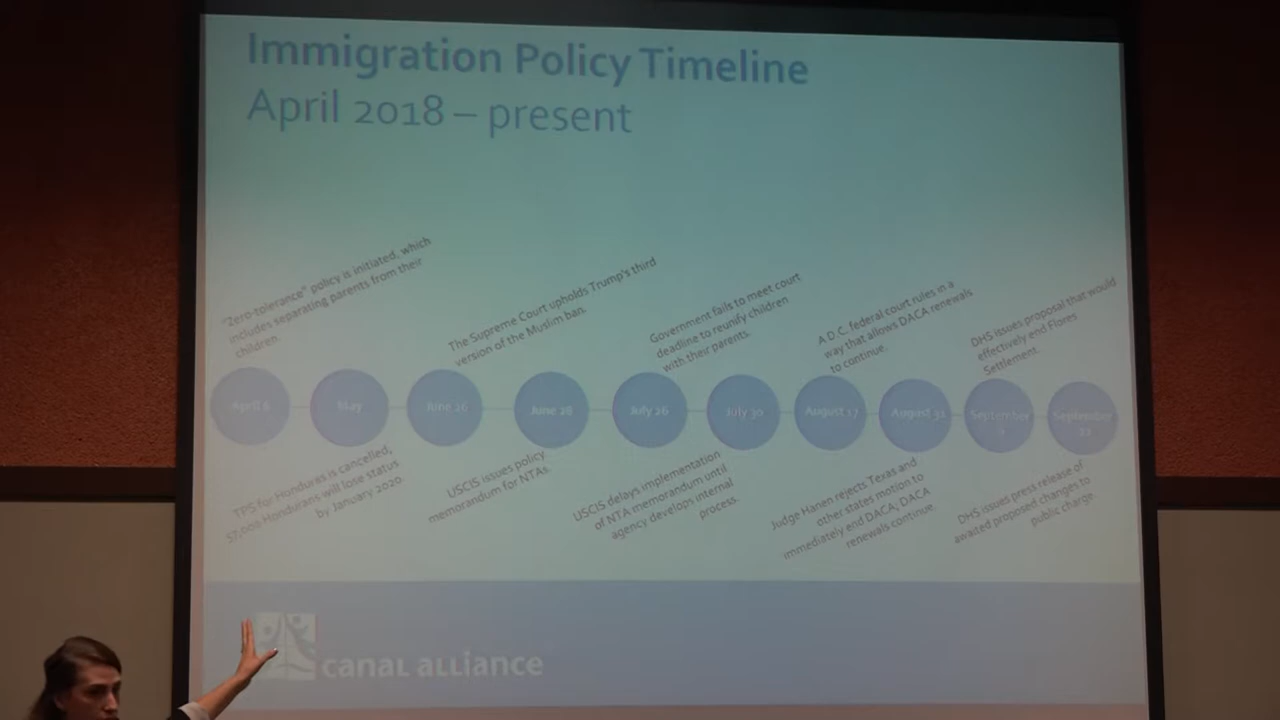 Immigration Policy Timeline
April 2018 – present
"Zero-tolerance" policy is initiated, which
includes separating parents from their
children.
The Supreme Court upholds Trump's third
version of the Muslim ban.
Government fails to meet court
deadline to reunify children
with their parents.
A D.C. federal court rules in a
way that allows DACA renewals
to continue.
DHS issues proposal that would
effectively end Flores
Settlement.
April 6
May
June 26
June 28
July 26
July 30
August 17
August 31
September
7
September
22
TPS for Honduras is cancelled,
57,000 Hondurans will lose status
by January 2020.
USCIS issues policy
memorandum for NTAs.
USCIS delays implementation
of NTA memorandum until
agency develops internal
process.
Judge Hanen rejects Texas and
other states motion to
immediately end DACA; DACA
renewals continue.
DHS issued press release of
awaited proposed changes to
public charge.
canal alliance